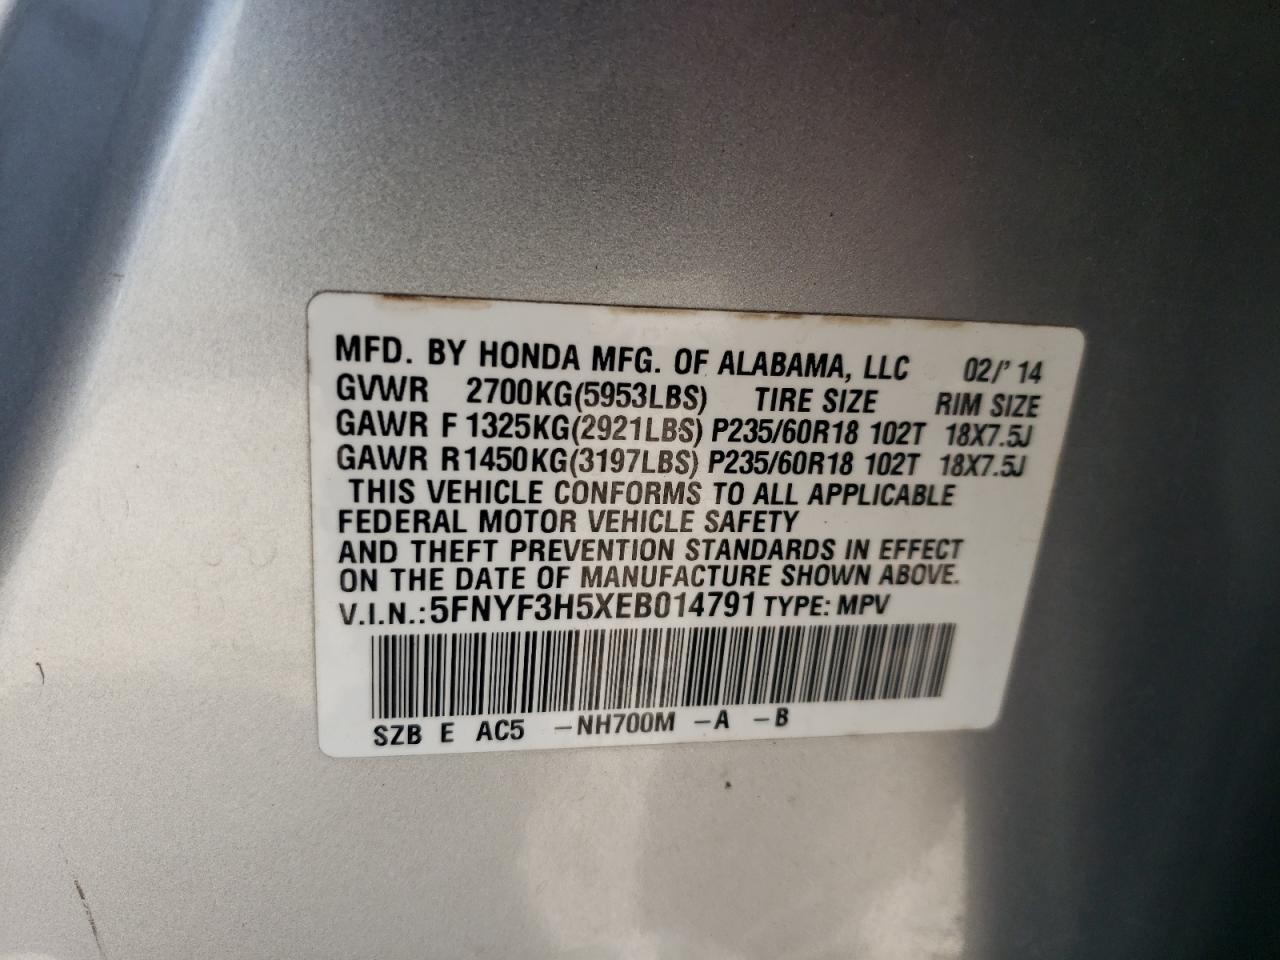 MFD. BY HONDA MFG. OF ALABAMA, LLC 02/'14
GVWR 2700KG(5953LBS) TIRE SIZE RIM SIZE
GAWR F 1325KG(2921LBS) P235/60R18 102T 18X7.5J
GAWR R1450KG(3197LBS) P235/60R18 102T 18X7.5J
THIS VEHICLE CONFORMS TO ALL APPLICABLE
FEDERAL MOTOR VEHICLE SAFETY
AND THEFT PREVENTION STANDARDS IN EFFECT
ON THE DATE OF MANUFACTURE SHOWN ABOVE.
V.I.N.: 5FNYF3H5XEB014791 TYPE: MPV
SZB E AC5 –NH700M –A –B